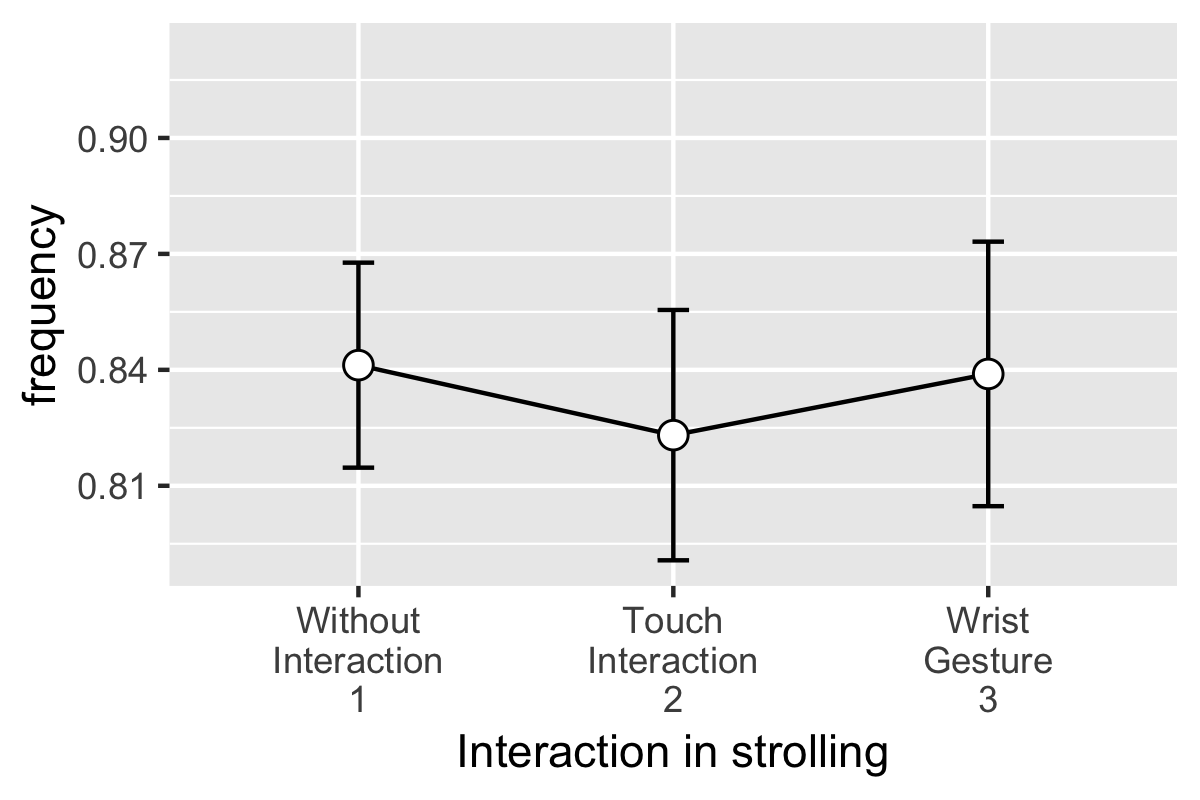 frequency
0.90
0.87
0.84
0.81
Without
Interaction
1
Touch
Interaction
2
Wrist
Gesture
3
Interaction in strolling